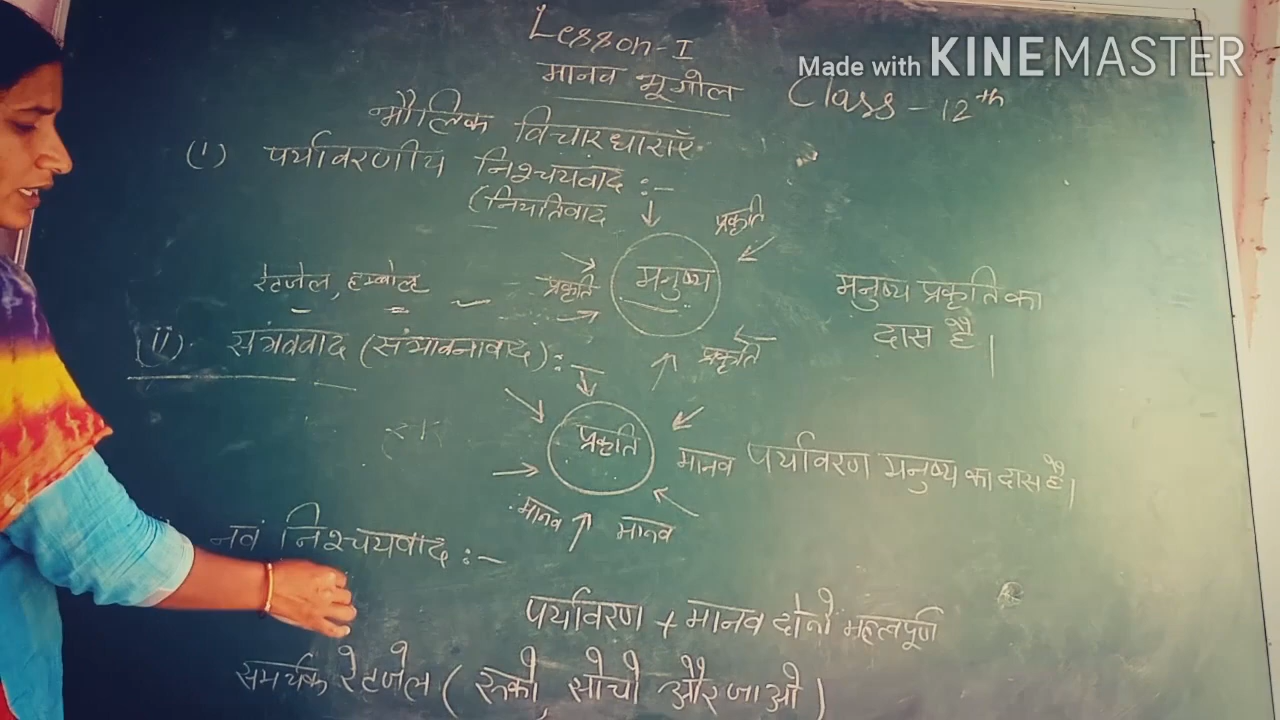 Lesson-I
Made with KINEMASTER
मानव भूगोल Class - 12th
मौलिक विचारधाराएँ
(i) पर्यावरणीय निश्चयवाद :-
(नियतिवाद
प्रकृति
रेटजेल, हम्बोल्ट
प्रकृति
मनुष्य
मनुष्य प्रकृति का
दास है।
प्रकृति
(ii) संभववाद (संभावनावाद) :-
प्रकृति
मानव
पर्यावरण मनुष्य का दास है।
मानव
मानव
नवं निश्चयवाद :-
पर्यावरण + मानव दोनो महत्वपूर्ण
समर्थक रेटजेल ( रुको, सोचो और जाओ )